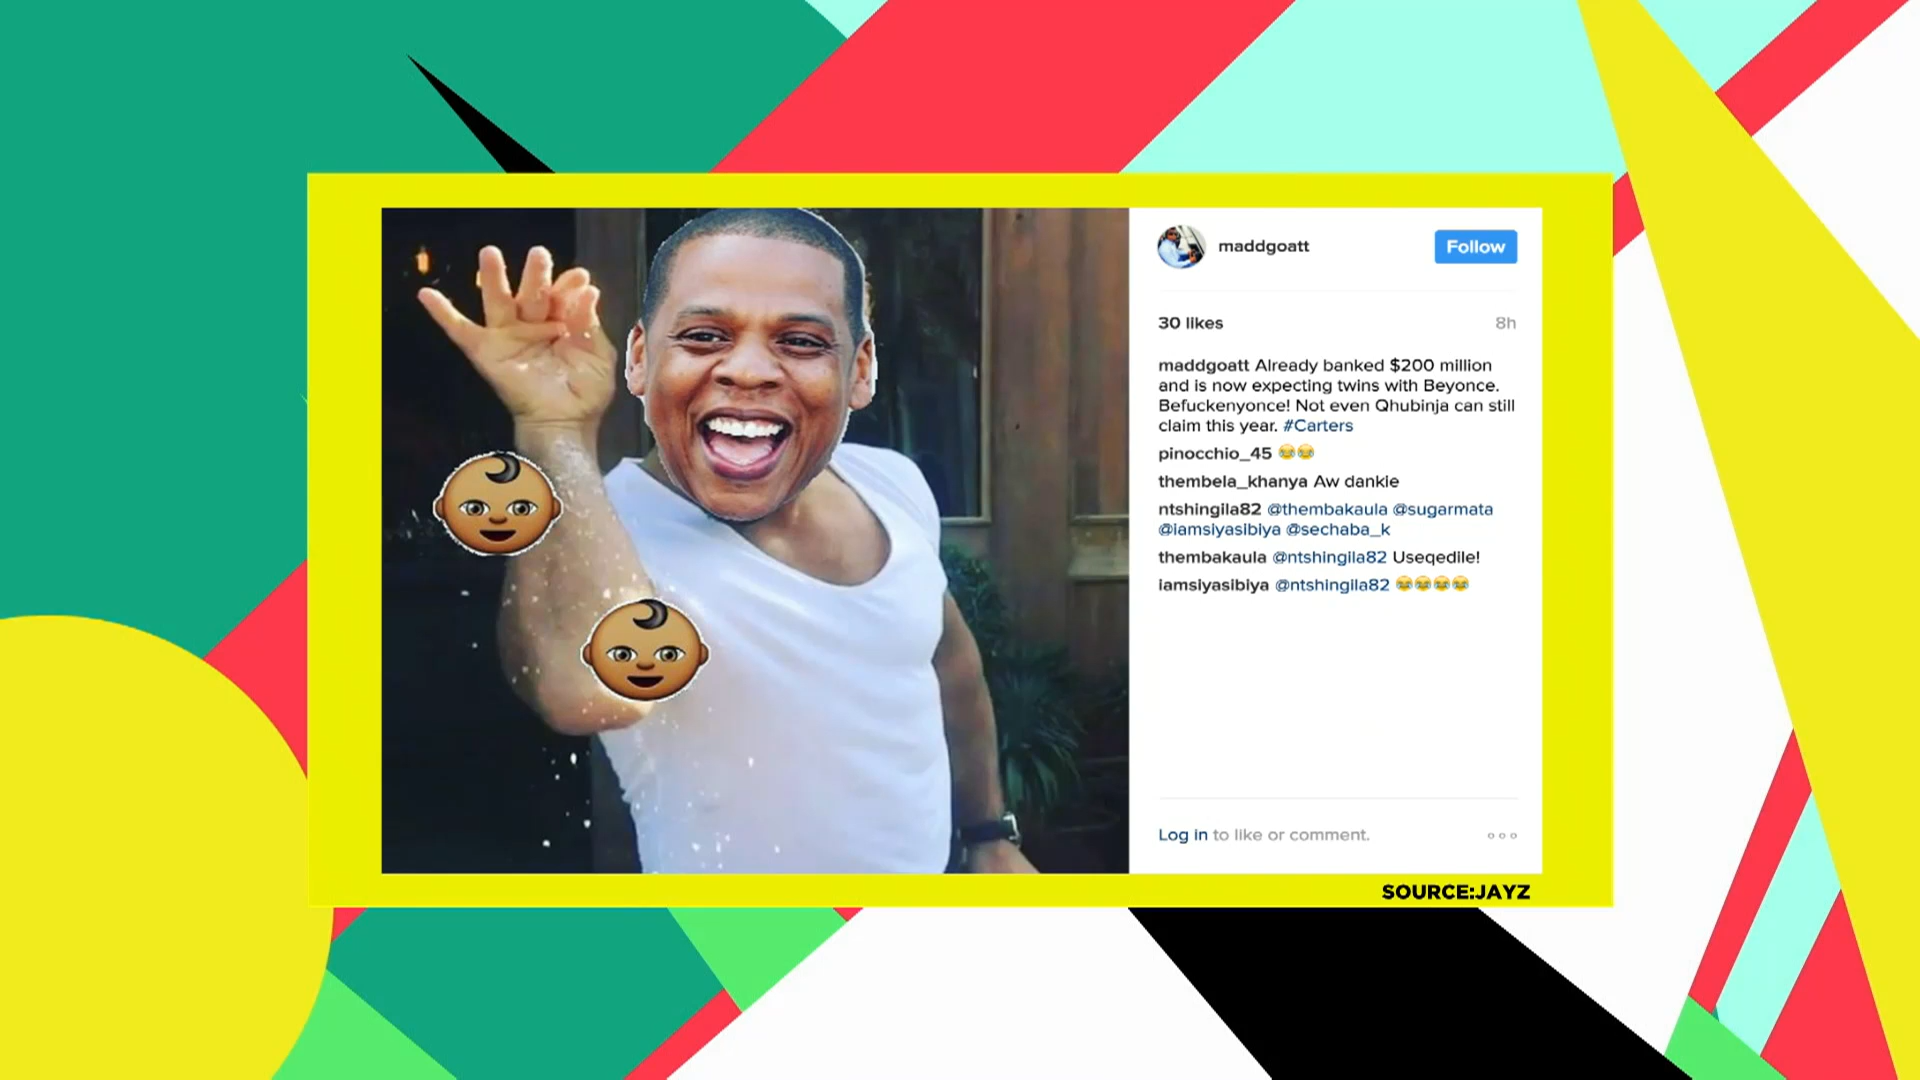 maddgoatt
Follow
30 likes
8h
maddgoatt Already banked $200 million
and is now expecting twins with Beyonce.
Befuckenyonce! Not even Qhubinja can still
claim this year. #Carters
pinocchio_45 😂😂
thembela_khanya Aw dankie
ntshingila82 @thembakaula @sugarmata
@iamsiyasibiya @sechaba_k
thembakaula @ntshingila82 Useqedile!
iamsiyasibiya @ntshingila82 😂😂😂😂
Log in to like or comment.
SOURCE:JAYZ